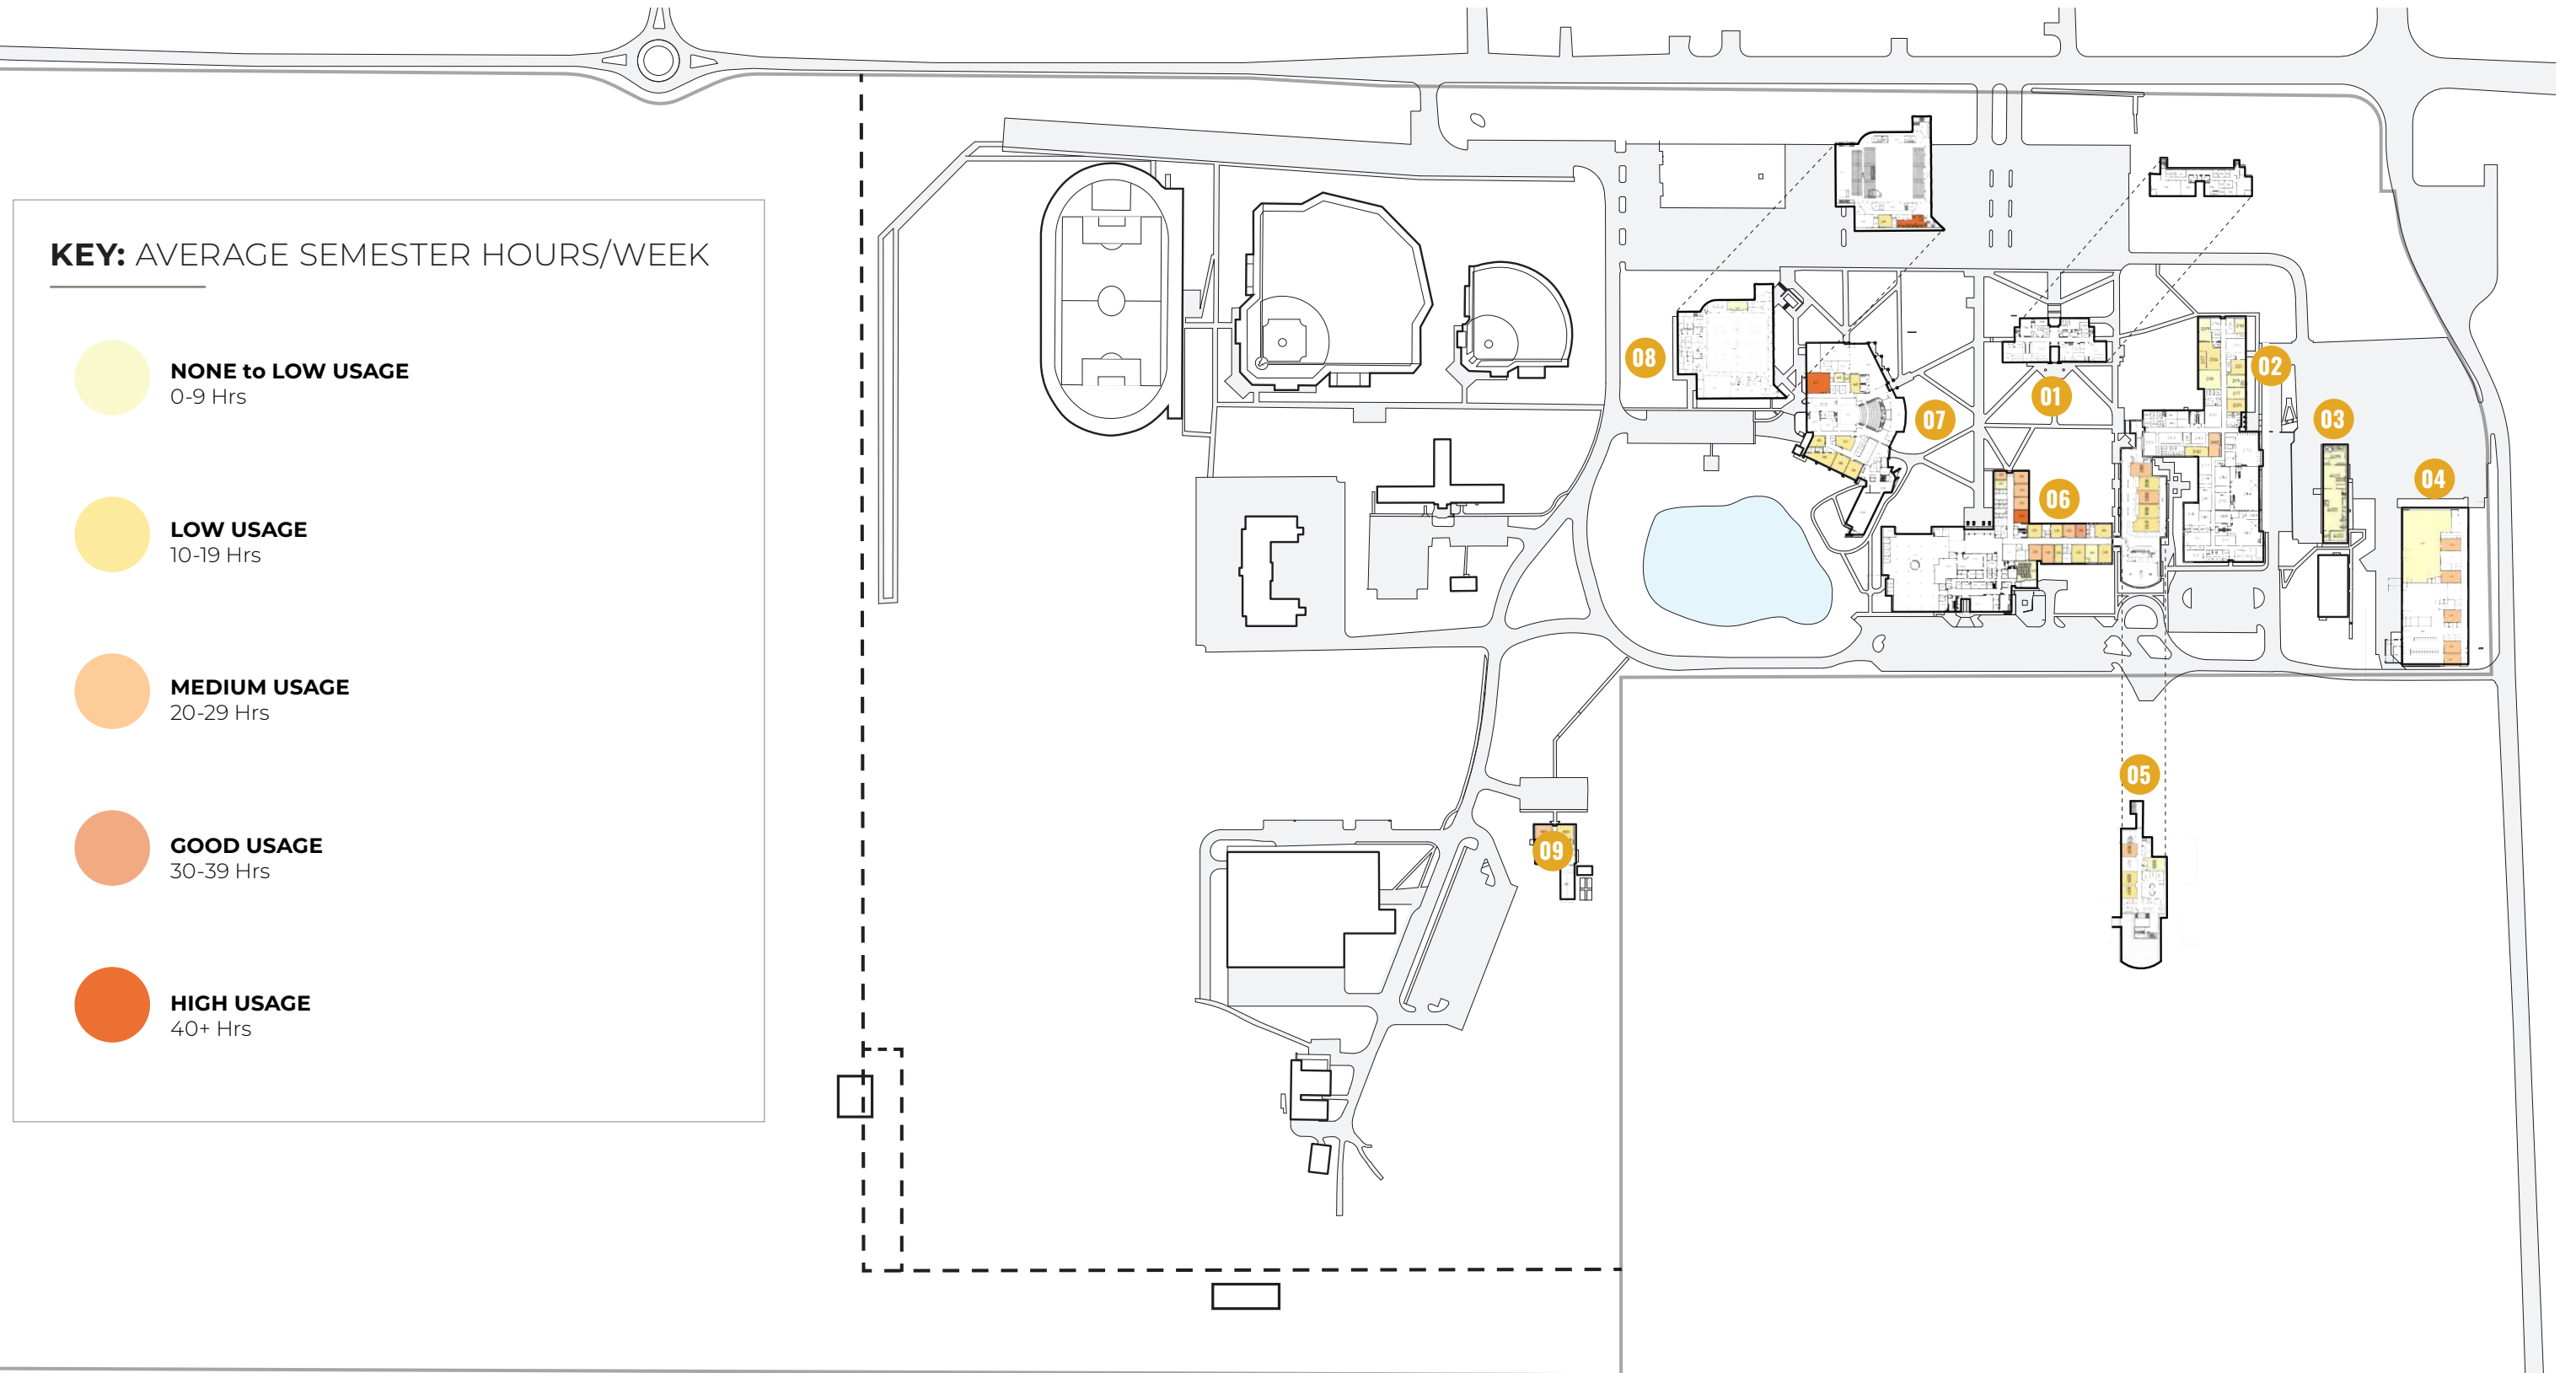 KEY: AVERAGE SEMESTER HOURS/WEEK
NONE to LOW USAGE
0-9 Hrs
LOW USAGE
10-19 Hrs
MEDIUM USAGE
20-29 Hrs
GOOD USAGE
30-39 Hrs
HIGH USAGE
40+ Hrs
08
07
01
02
03
04
06
05
09